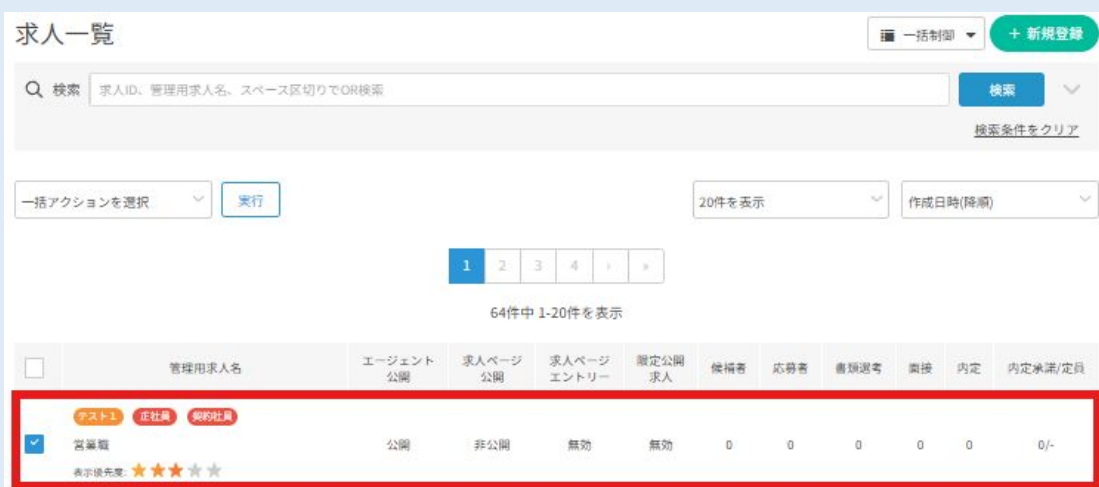 求人一覧
一括制御
+ 新規登録
検索
求人ID、管理用求人名、スペース区切りでOR検索
検索
検索条件をクリア
一括アクションを選択
実行
20件を表示
作成日時(降順)
1 2 3 4 › »
64件中 1-20件を表示
管理用求人名
エージェント
公開
求人ページ
公開
求人ページ
エントリー
限定公開
求人
候補者
応募者
書類選考
面接
内定
内定承諾/定員
テスト1 正社員 契約社員
営業職 公開 非公開 無効 無効 0 0 0 0 0 0/-
表示優先度: